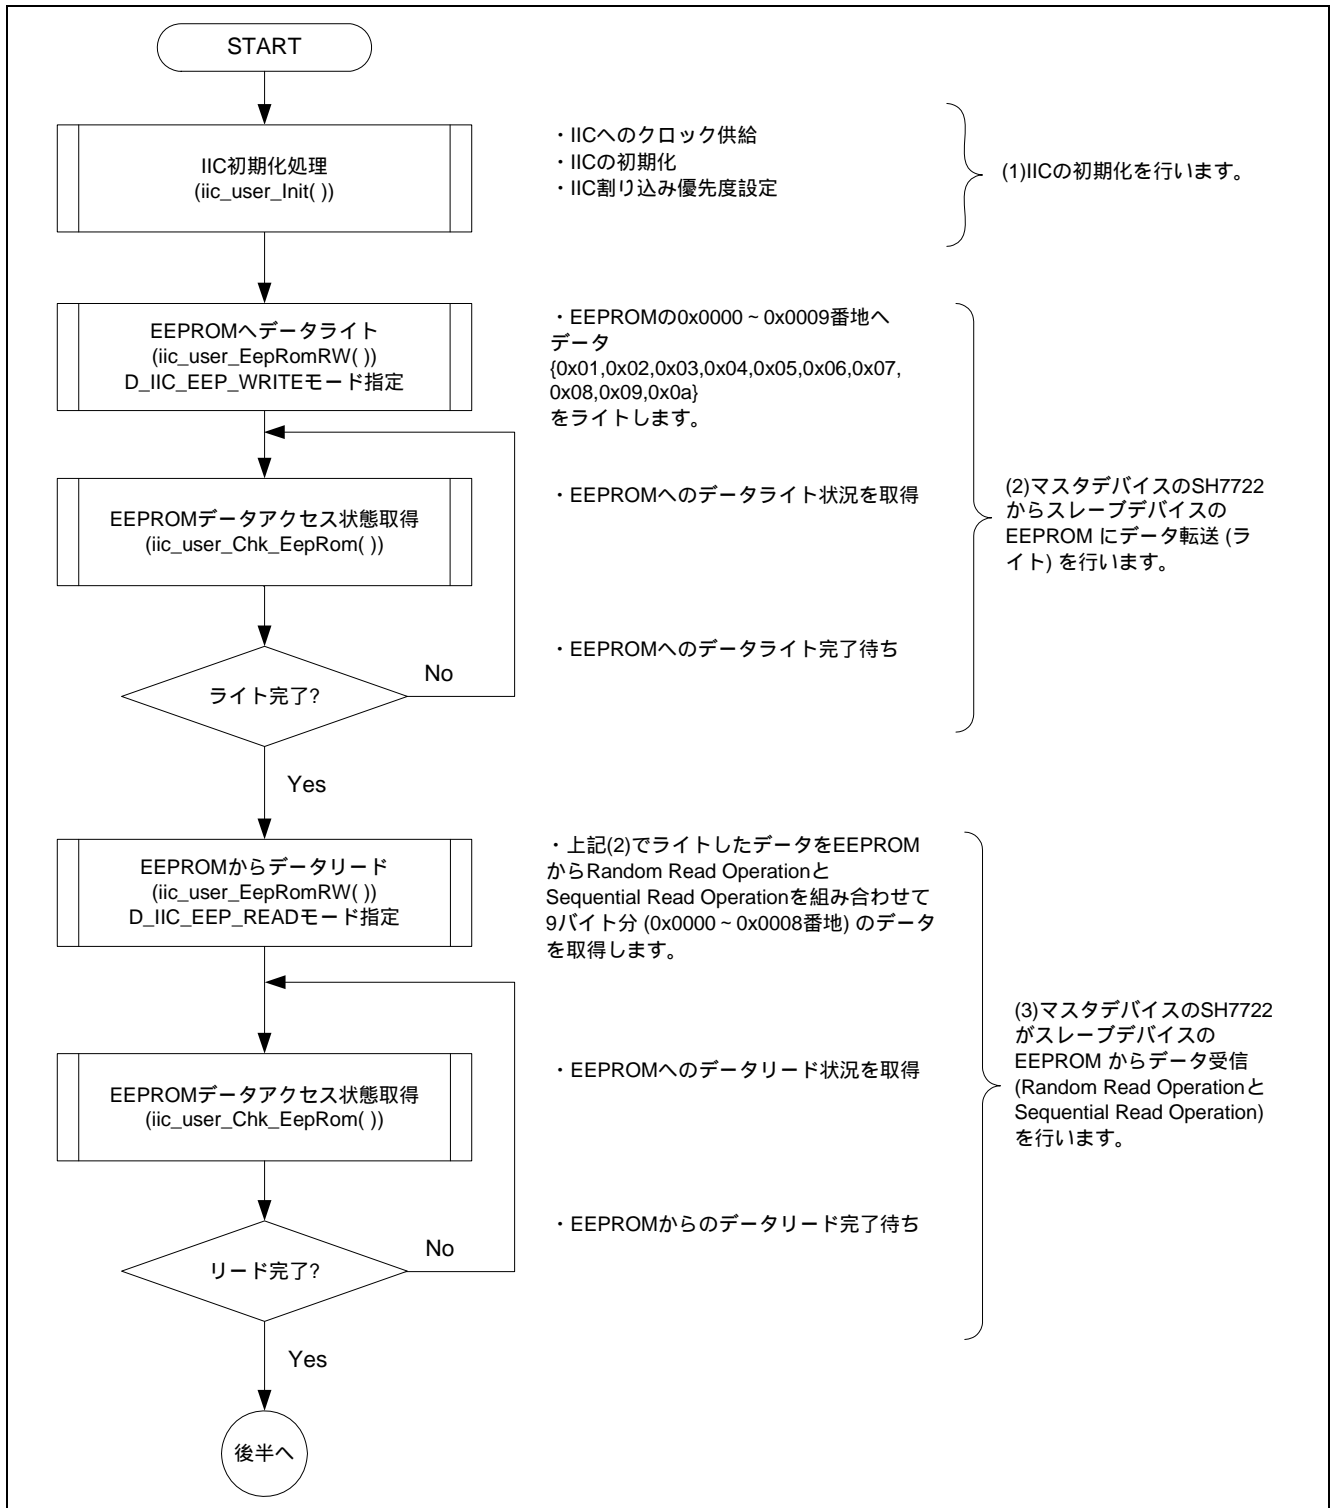 START
IIC初期化処理
(iic_user_Init( ))
・IICへのクロック供給
・IICの初期化
・IIC割り込み優先度設定
(1)IICの初期化を行います。
EEPROMへデータライト
(iic_user_EepRomRW( ))
D_IIC_EEP_WRITEモード指定
・EEPROMの0x0000 ~ 0x0009番地へ
データ
{0x01,0x02,0x03,0x04,0x05,0x06,0x07,
0x08,0x09,0x0a}
をライトします。
EEPROMデータアクセス状態取得
(iic_user_Chk_EepRom( ))
・EEPROMへのデータライト状況を取得
(2)マスタデバイスのSH7722
からスレーブデバイスの
EEPROM にデータ転送 (ラ
イト) を行います。
・EEPROMへのデータライト完了待ち
ライト完了?
No
Yes
EEPROMからデータリード
(iic_user_EepRomRW( ))
D_IIC_EEP_READモード指定
・上記(2)でライトしたデータをEEPROM
からRandom Read Operationと
Sequential Read Operationを組み合わせて
9バイト分 (0x0000 ~ 0x0008番地) のデータ
を取得します。
EEPROMデータアクセス状態取得
(iic_user_Chk_EepRom( ))
・EEPROMへのデータリード状況を取得
(3)マスタデバイスのSH7722
がスレーブデバイスの
EEPROM からデータ受信
(Random Read Operationと
Sequential Read Operation)
を行います。
・EEPROMからのデータリード完了待ち
リード完了?
No
Yes
後半へ